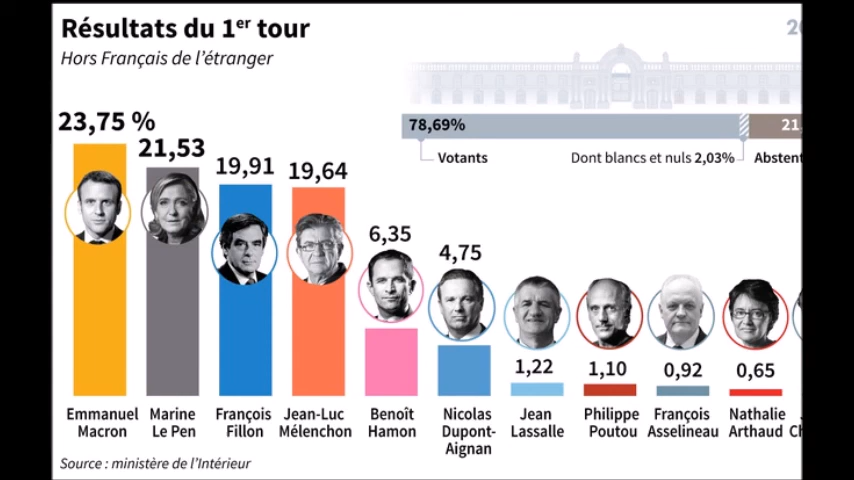 Résultats du 1er tour
Hors Français de l'étranger
78,69%
Votants
Dont blancs et nuls 2,03%
23,75 %
21,53
19,91
19,64
6,35
4,75
1,22
1,10
0,92
0,65
Emmanuel
Macron
Marine
Le Pen
François
Fillon
Jean-Luc
Mélenchon
Benoît
Hamon
Nicolas
Dupont-
Aignan
Jean
Lassalle
Philippe
Poutou
François
Asselineau
Nathalie
Arthaud
Source : ministère de l'Intérieur